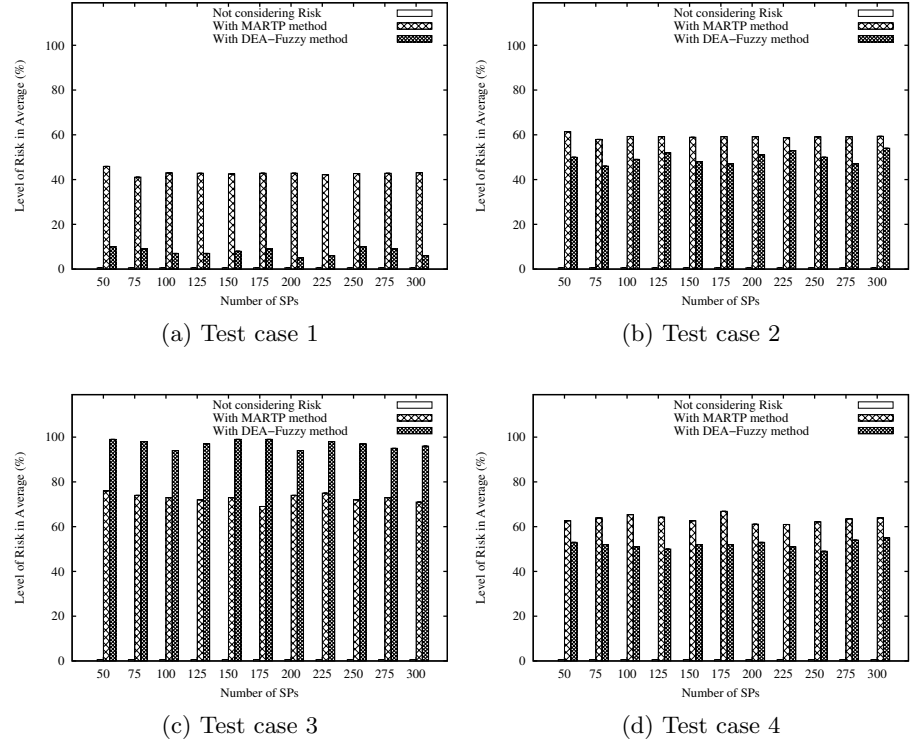 Not considering Risk
With MARTP method
With DEA-Fuzzy method
Level of Risk in Average (%)
100
80
60
40
20
0
50 75 100 125 150 175 200 225 250 275 300
Number of SPs
(a) Test case 1
Not considering Risk
With MARTP method
With DEA-Fuzzy method
Level of Risk in Average (%)
100
80
60
40
20
0
50 75 100 125 150 175 200 225 250 275 300
Number of SPs
(b) Test case 2
Not considering Risk
With MARTP method
With DEA-Fuzzy method
Level of Risk in Average (%)
100
80
60
40
20
0
50 75 100 125 150 175 200 225 250 275 300
Number of SPs
(c) Test case 3
Not considering Risk
With MARTP method
With DEA-Fuzzy method
Level of Risk in Average (%)
100
80
60
40
20
0
50 75 100 125 150 175 200 225 250 275 300
Number of SPs
(d) Test case 4